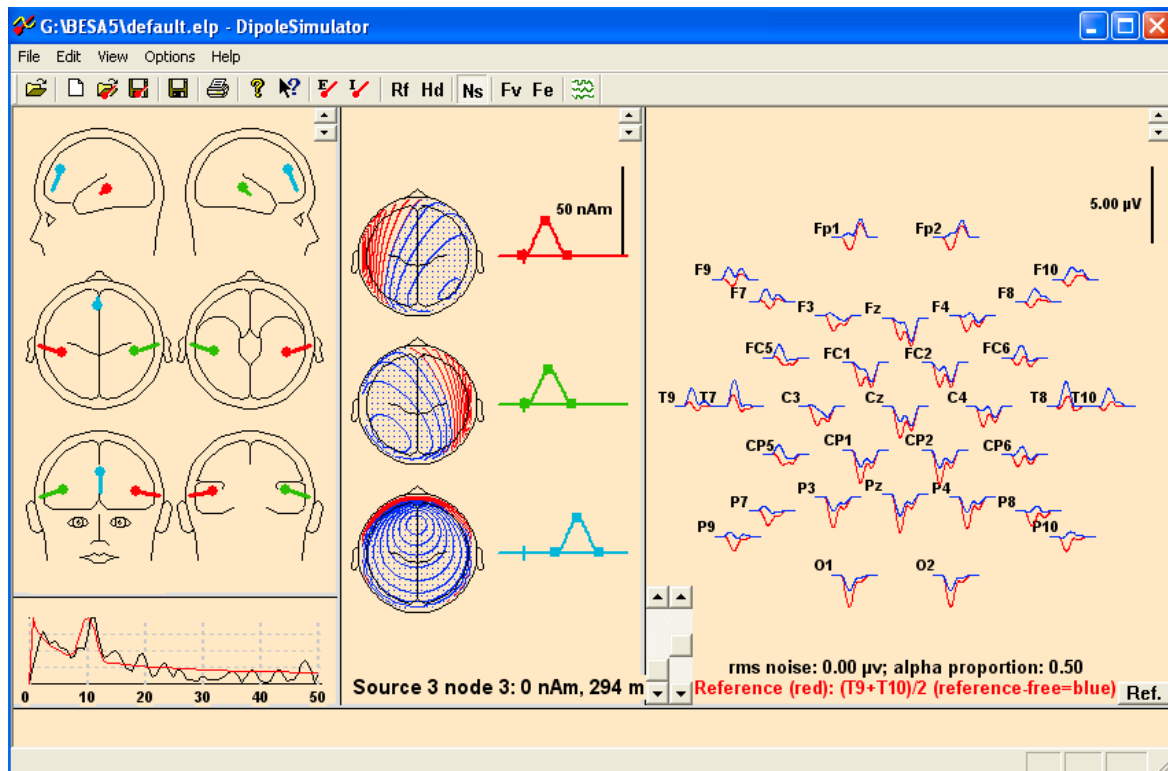 G:\BESA5\default.elp - DipoleSimulator
File Edit View Options Help
Rf Hd Ns Fv Fe
50 nAm
5.00 µV
Fp1 Fp2
F9 F10
F7 F3 Fz F4 F8
FC5 FC1 FC2 FC6
T9 T7 C3 Cz C4 T8 T10
CP5 CP1 CP2 CP6
P7 P3 Pz P4 P8
P9 P10
O1 O2
0 10 20 30 40 50
Source 3 node 3: 0 nAm, 294 m
rms noise: 0.00 µv; alpha proportion: 0.50
Reference (red): (T9+T10)/2 (reference-free=blue)
Ref.